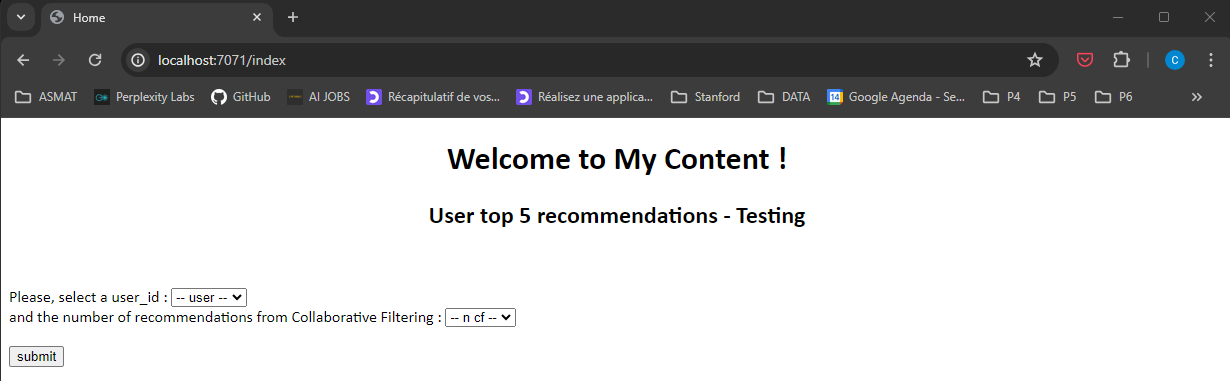 Home
localhost:7071/index
C
ASMAT Perplexity Labs GitHub AI JOBS Récapitulatif de vos... Réalisez une applica... Stanford DATA 14 Google Agenda - Se... P4 P5 P6
Welcome to My Content !
User top 5 recommendations - Testing
Please, select a user_id : -- user --
and the number of recommendations from Collaborative Filtering : -- n cf --
submit